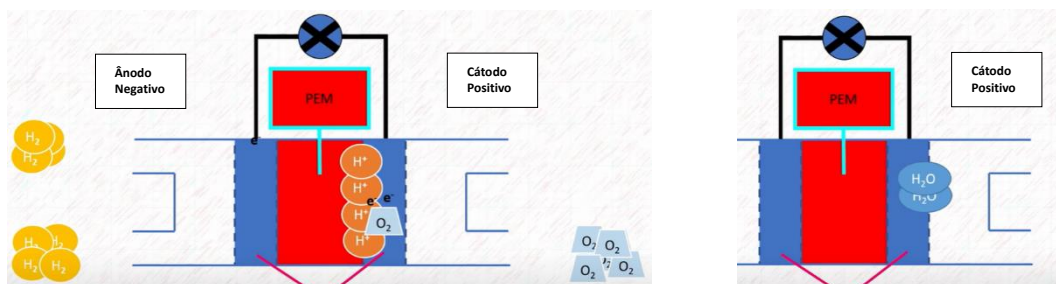 Ânodo
Negativo
Cátodo
Positivo
PEM
e⁻
H₂
H₂
H⁺
H⁺
H⁺
H⁺
e⁻ e⁻
O₂
H₂
H₂
H₂
O₂
O₂
O₂
O₂
Cátodo
Positivo
PEM
H₂O
H₂O